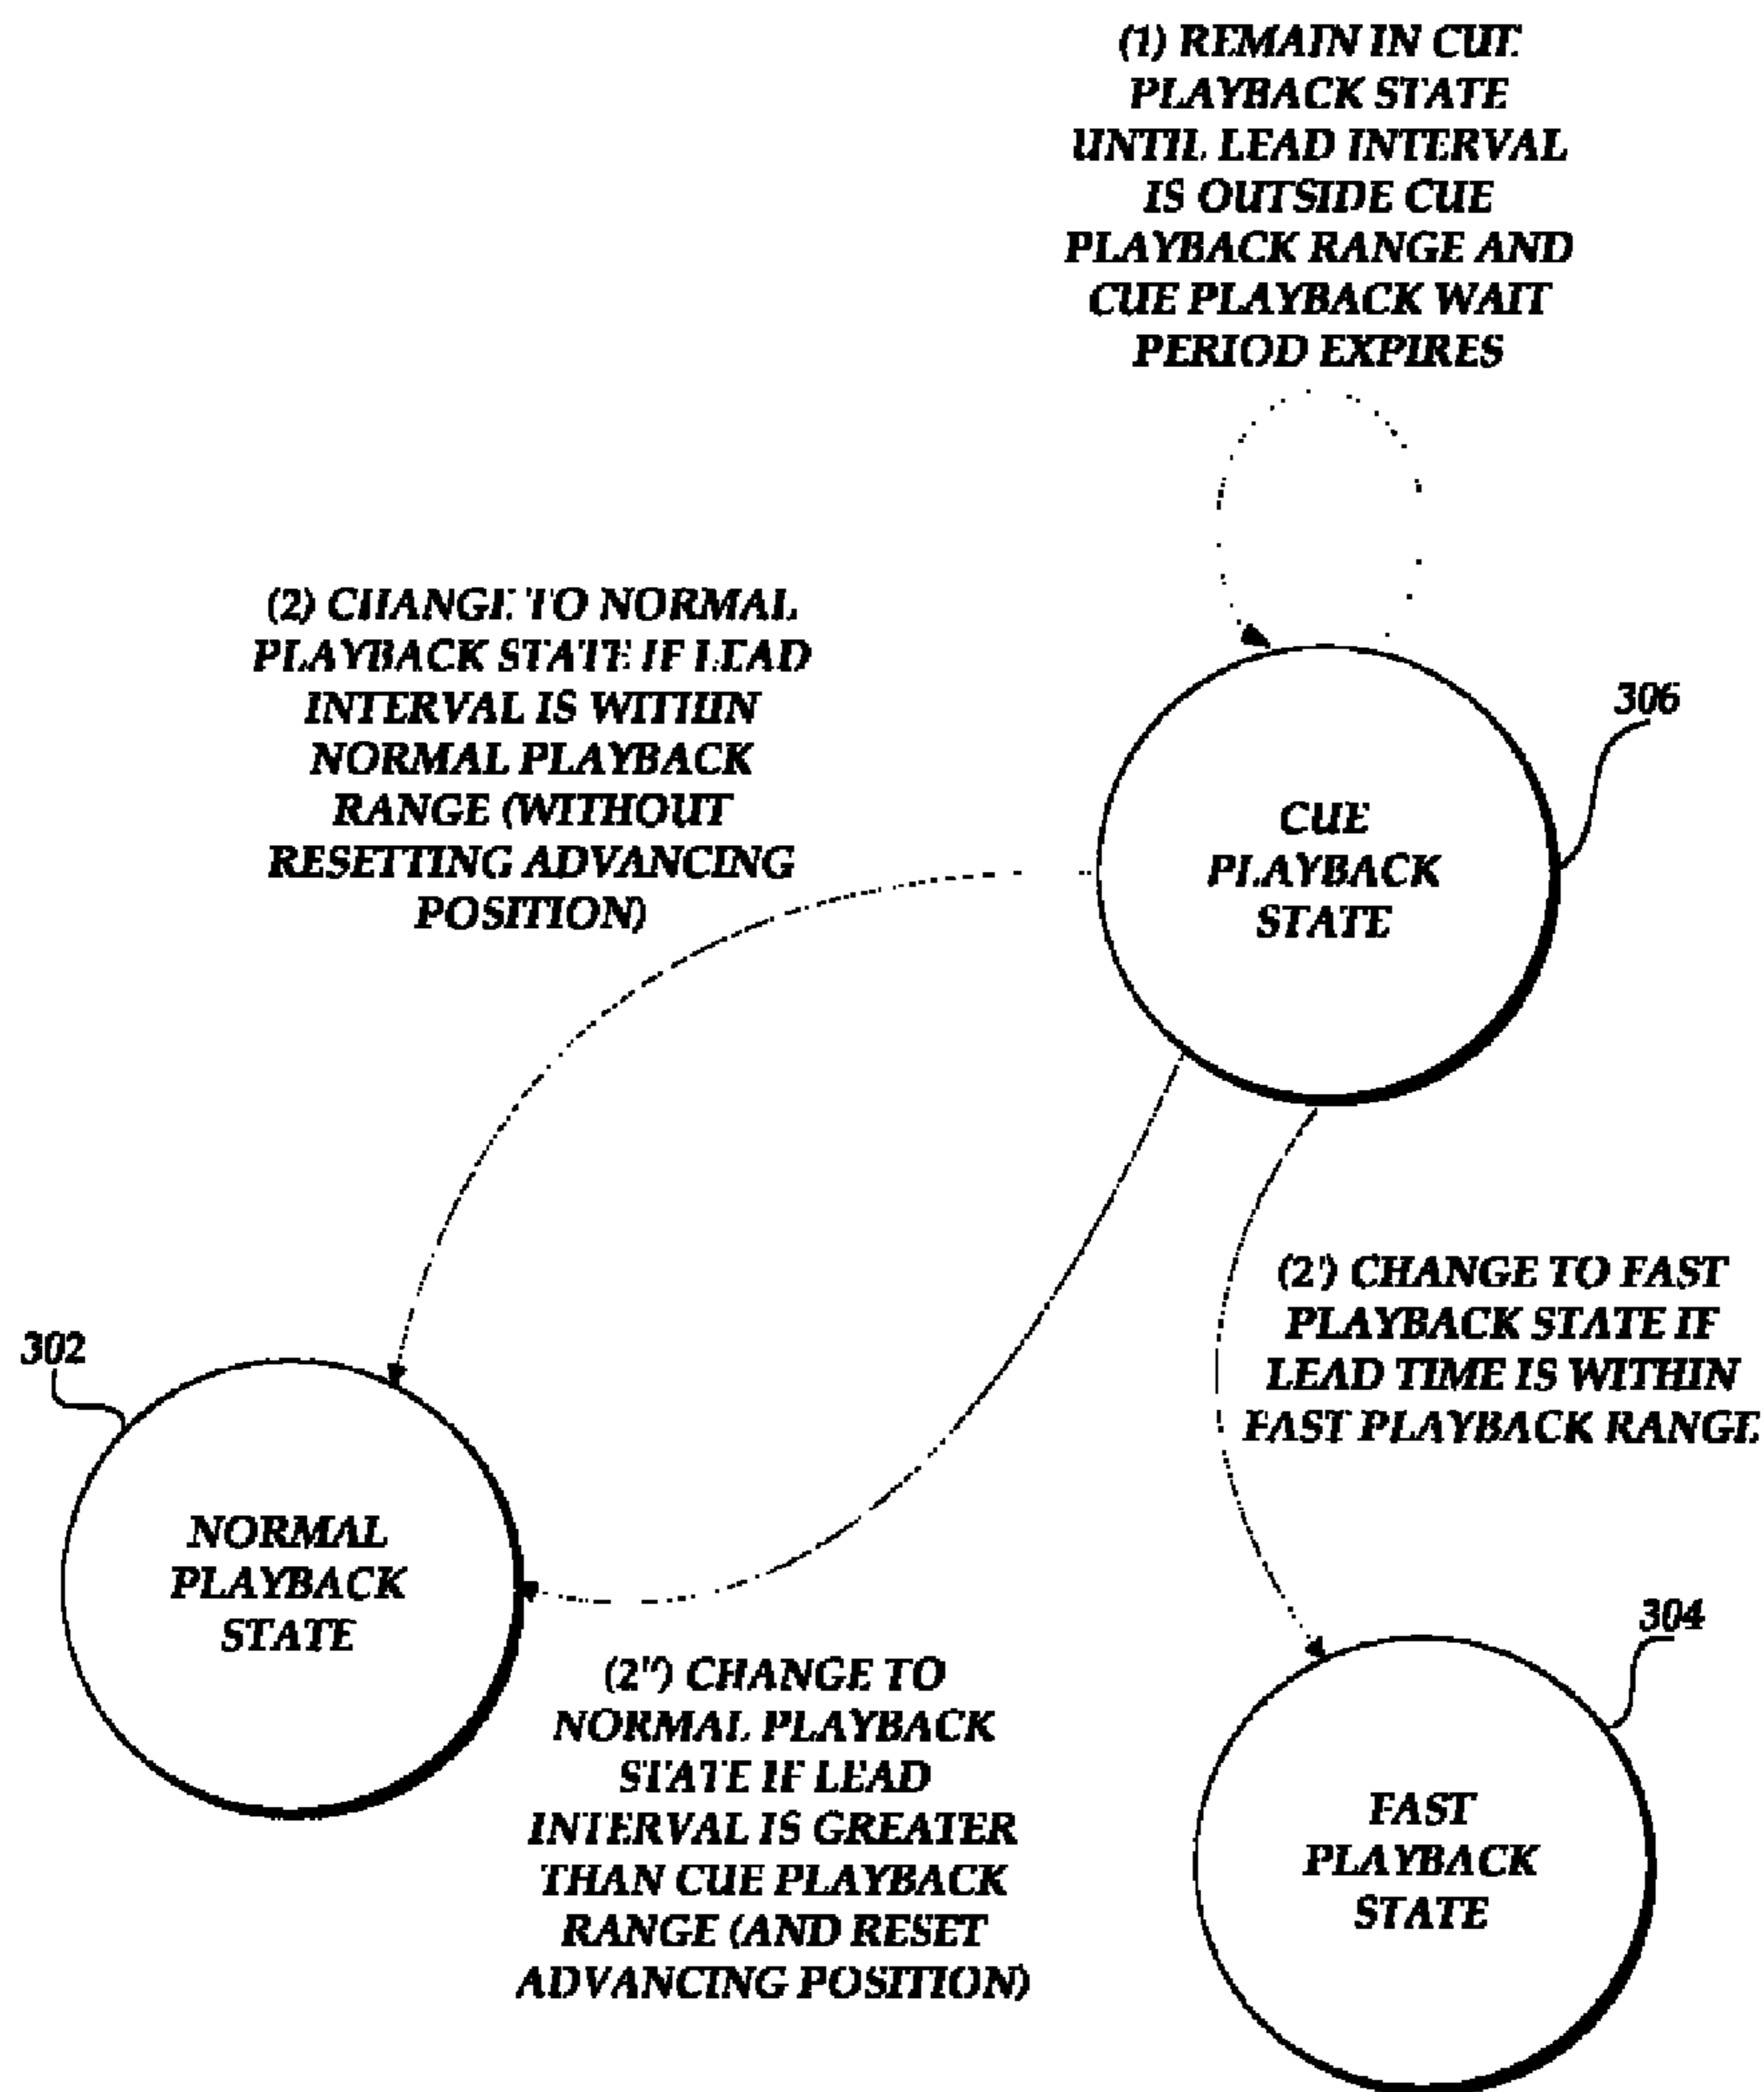 (1) REMAIN IN CUE
PLAYBACK STATE
UNTIL LEAD INTERVAL
IS OUTSIDE CUE
PLAYBACK RANGE AND
CUE PLAYBACK WAIT
PERIOD EXPIRES
(2) CHANGE TO NORMAL
PLAYBACK STATE IF LEAD
INTERVAL IS WITHIN
NORMAL PLAYBACK
RANGE (WITHOUT
RESETTING ADVANCING
POSITION)
306
CUE
PLAYBACK
STATE
(2') CHANGE TO FAST
PLAYBACK STATE IF
LEAD TIME IS WITHIN
FAST PLAYBACK RANGE
302
NORMAL
PLAYBACK
STATE
(2") CHANGE TO
NORMAL PLAYBACK
STATE IF LEAD
INTERVAL IS GREATER
THAN CUE PLAYBACK
RANGE (AND RESET
ADVANCING POSITION)
304
FAST
PLAYBACK
STATE